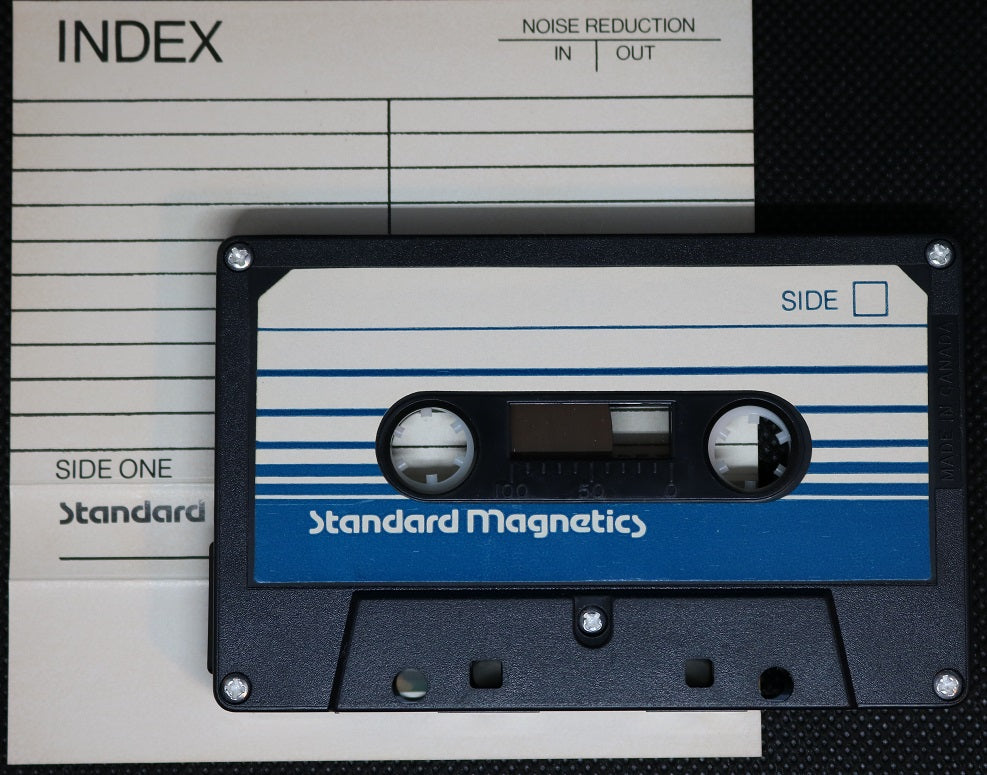 INDEX
NOISE REDUCTION
IN OUT
SIDE
MADE IN CANADA
100 50 0
SIDE ONE
Standard
Standard Magnetics